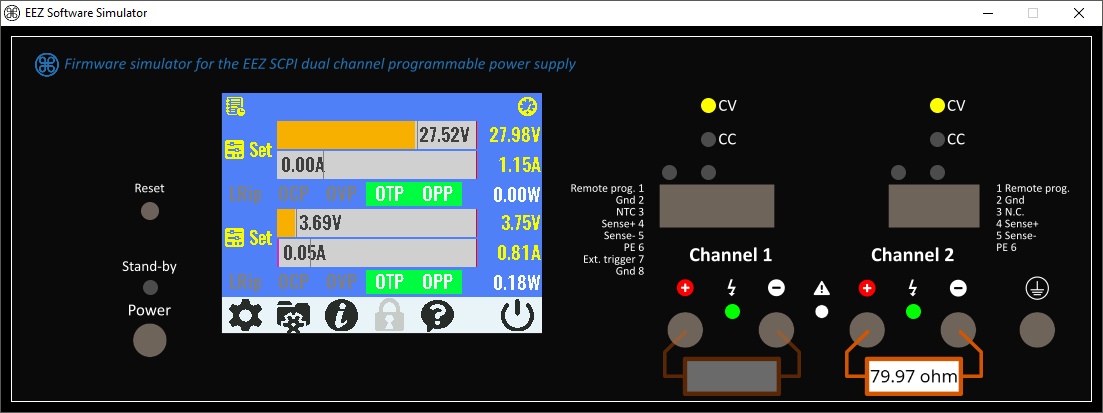 EEZ Software Simulator
Firmware simulator for the EEZ SCPI dual channel programmable power supply
Reset
Stand-by
Power
27.52V 27.98V
Set
0.00A 1.15A
LRip OCP OVP OTP OPP 0.00W
3.69V 3.75V
Set
0.05A 0.81A
LRip OCP OVP OTP OPP 0.18W
CV
CC
Remote prog. 1
Gnd 2
NTC 3
Sense+ 4
Sense- 5
PE 6
Ext. trigger 7
Gnd 8
Channel 1
CV
CC
1 Remote prog.
2 Gnd
3 N.C.
4 Sense+
5 Sense-
PE 6
Channel 2
79.97 ohm